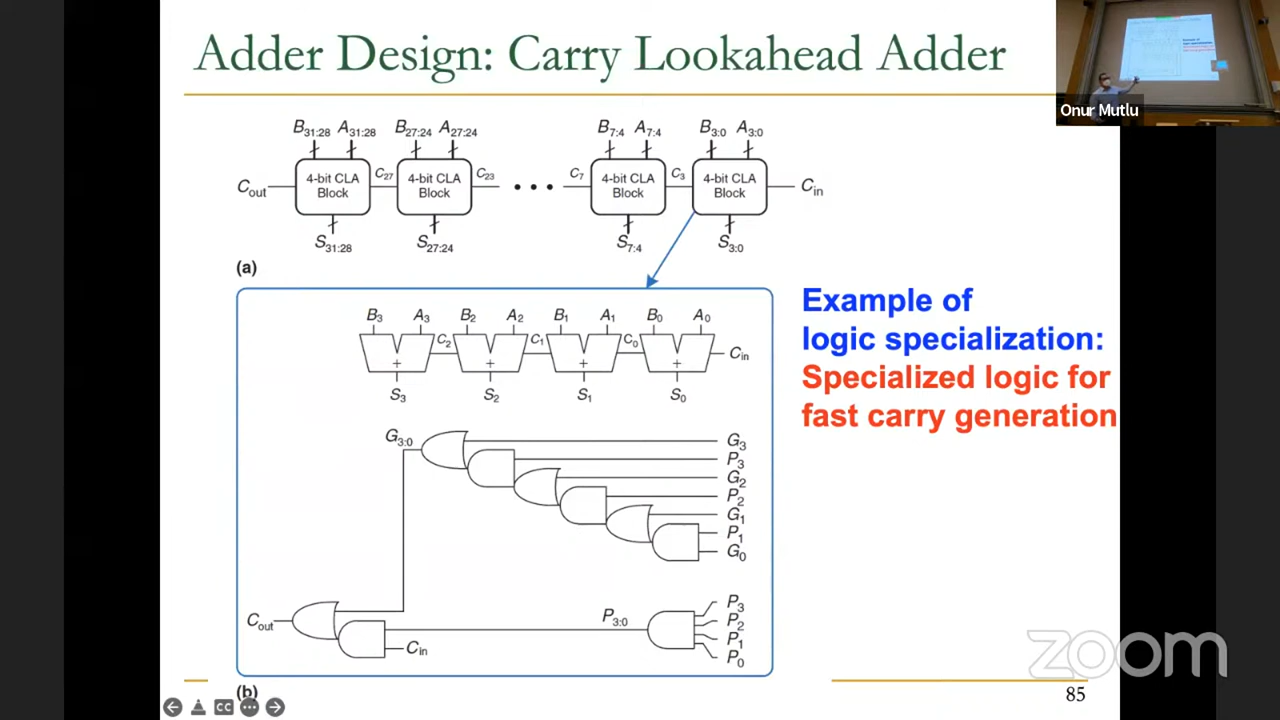 Adder Design: Carry Lookahead Adder
Onur Mutlu
B31:28 A31:28 B27:24 A27:24 B7:4 A7:4 B3:0 A3:0
Cout 4-bit CLA Block C27 4-bit CLA Block C23 ••• C7 4-bit CLA Block C3 4-bit CLA Block Cin
S31:28 S27:24 S7:4 S3:0
(a)
B3 A3 B2 A2 B1 A1 B0 A0
+ C2 + C1 + C0 + Cin
S3 S2 S1 S0
Example of
logic specialization:
Specialized logic for
fast carry generation
G3:0
G3
P3
G2
P2
G1
P1
G0
Cout
Cin
P3:0
P3
P2
P1
P0
(b)
CC
zoom
85